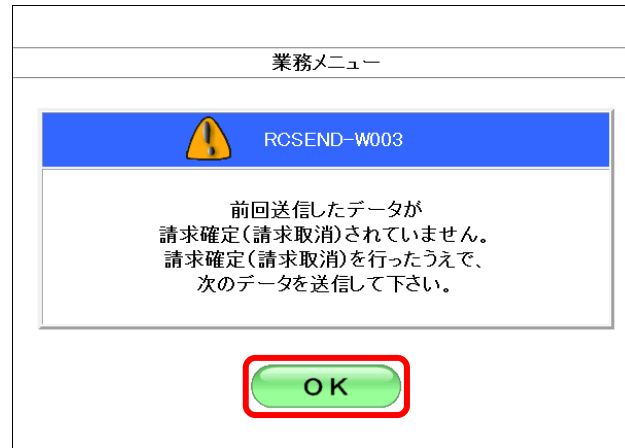 業務メニュー
RCSEND-W003
前回送信したデータが
請求確定(請求取消)されていません。
請求確定(請求取消)を行ったうえで、
次のデータを送信して下さい。
OK